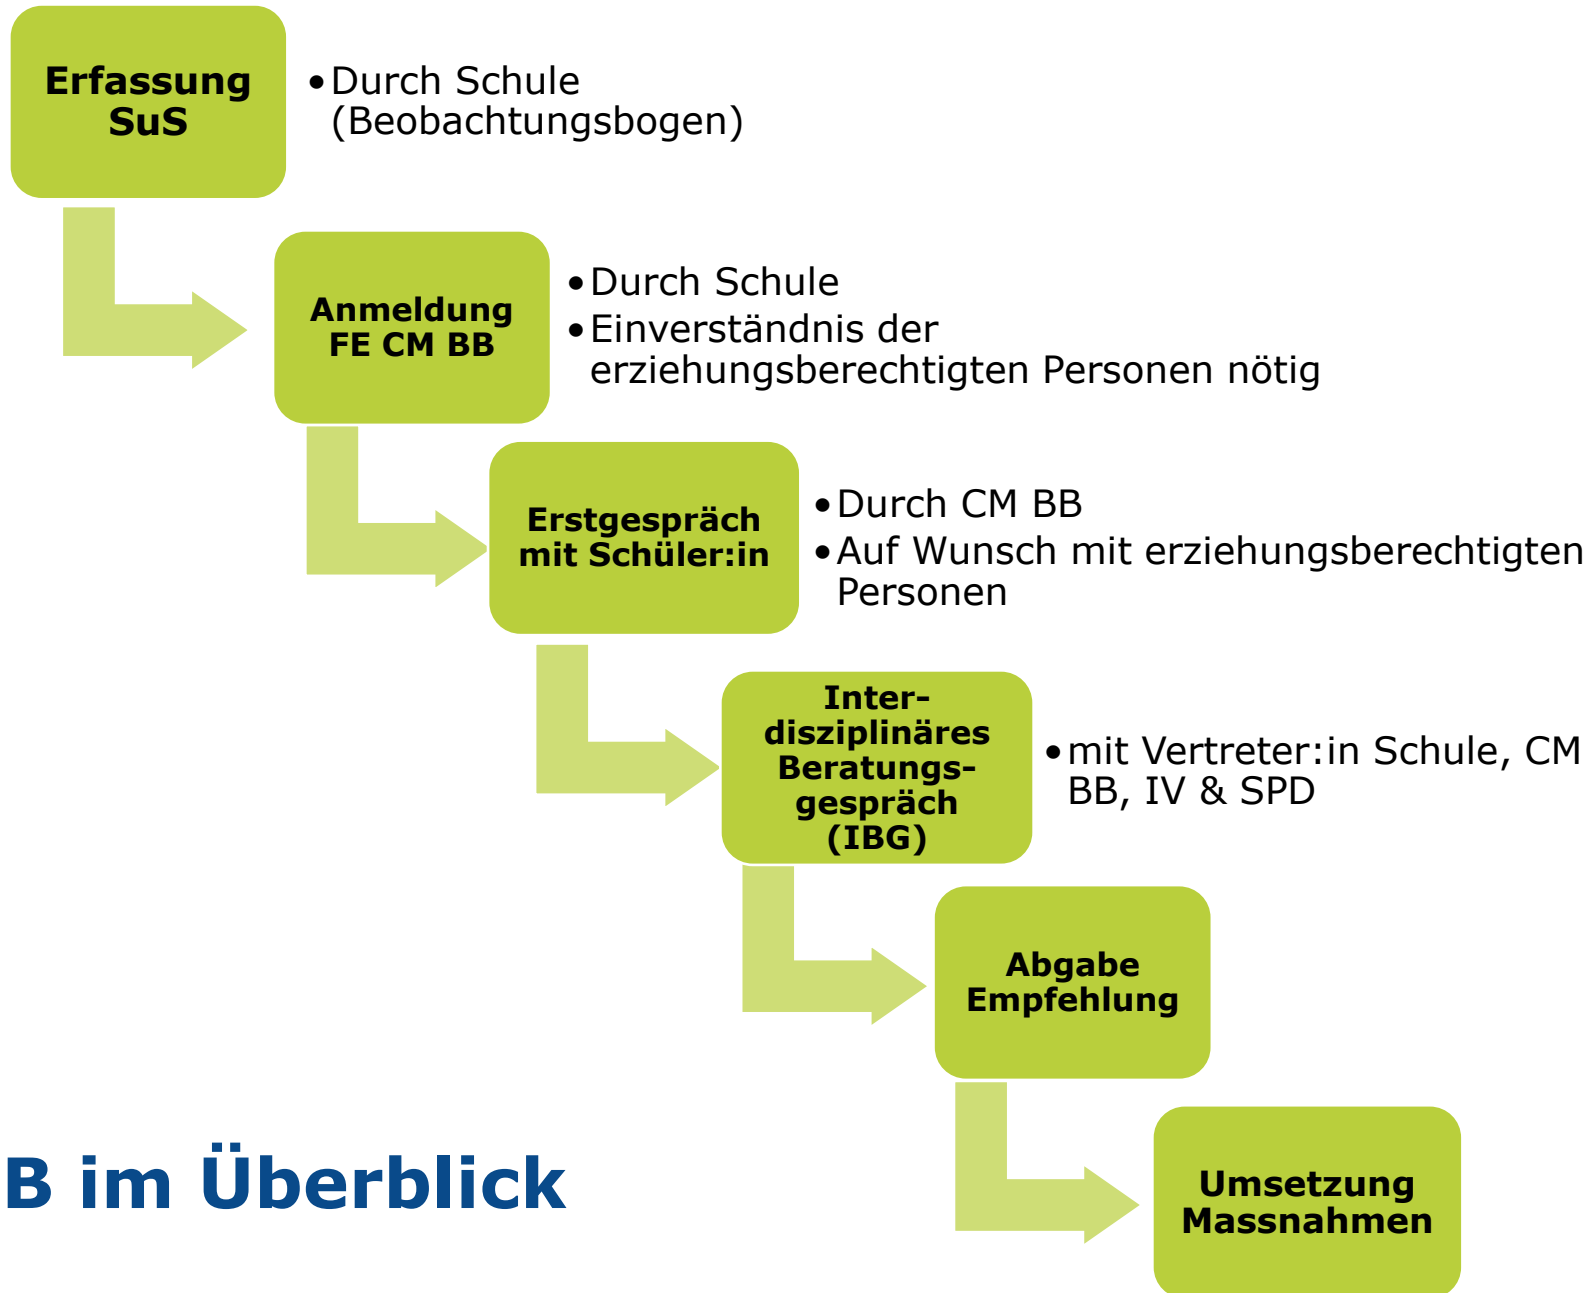 Erfassung
SuS
• Durch Schule
(Beobachtungsbogen)
Anmeldung
FE CM BB
• Durch Schule
• Einverständnis der
erziehungsberechtigten Personen nötig
Erstgespräch
mit Schüler:in
• Durch CM BB
• Auf Wunsch mit erziehungsberechtigten
Personen
Inter-
disziplinäres
Beratungs-
gespräch
(IBG)
• mit Vertreter:in Schule, CM
BB, IV & SPD
Abgabe
Empfehlung
Umsetzung
Massnahmen
B im Überblick